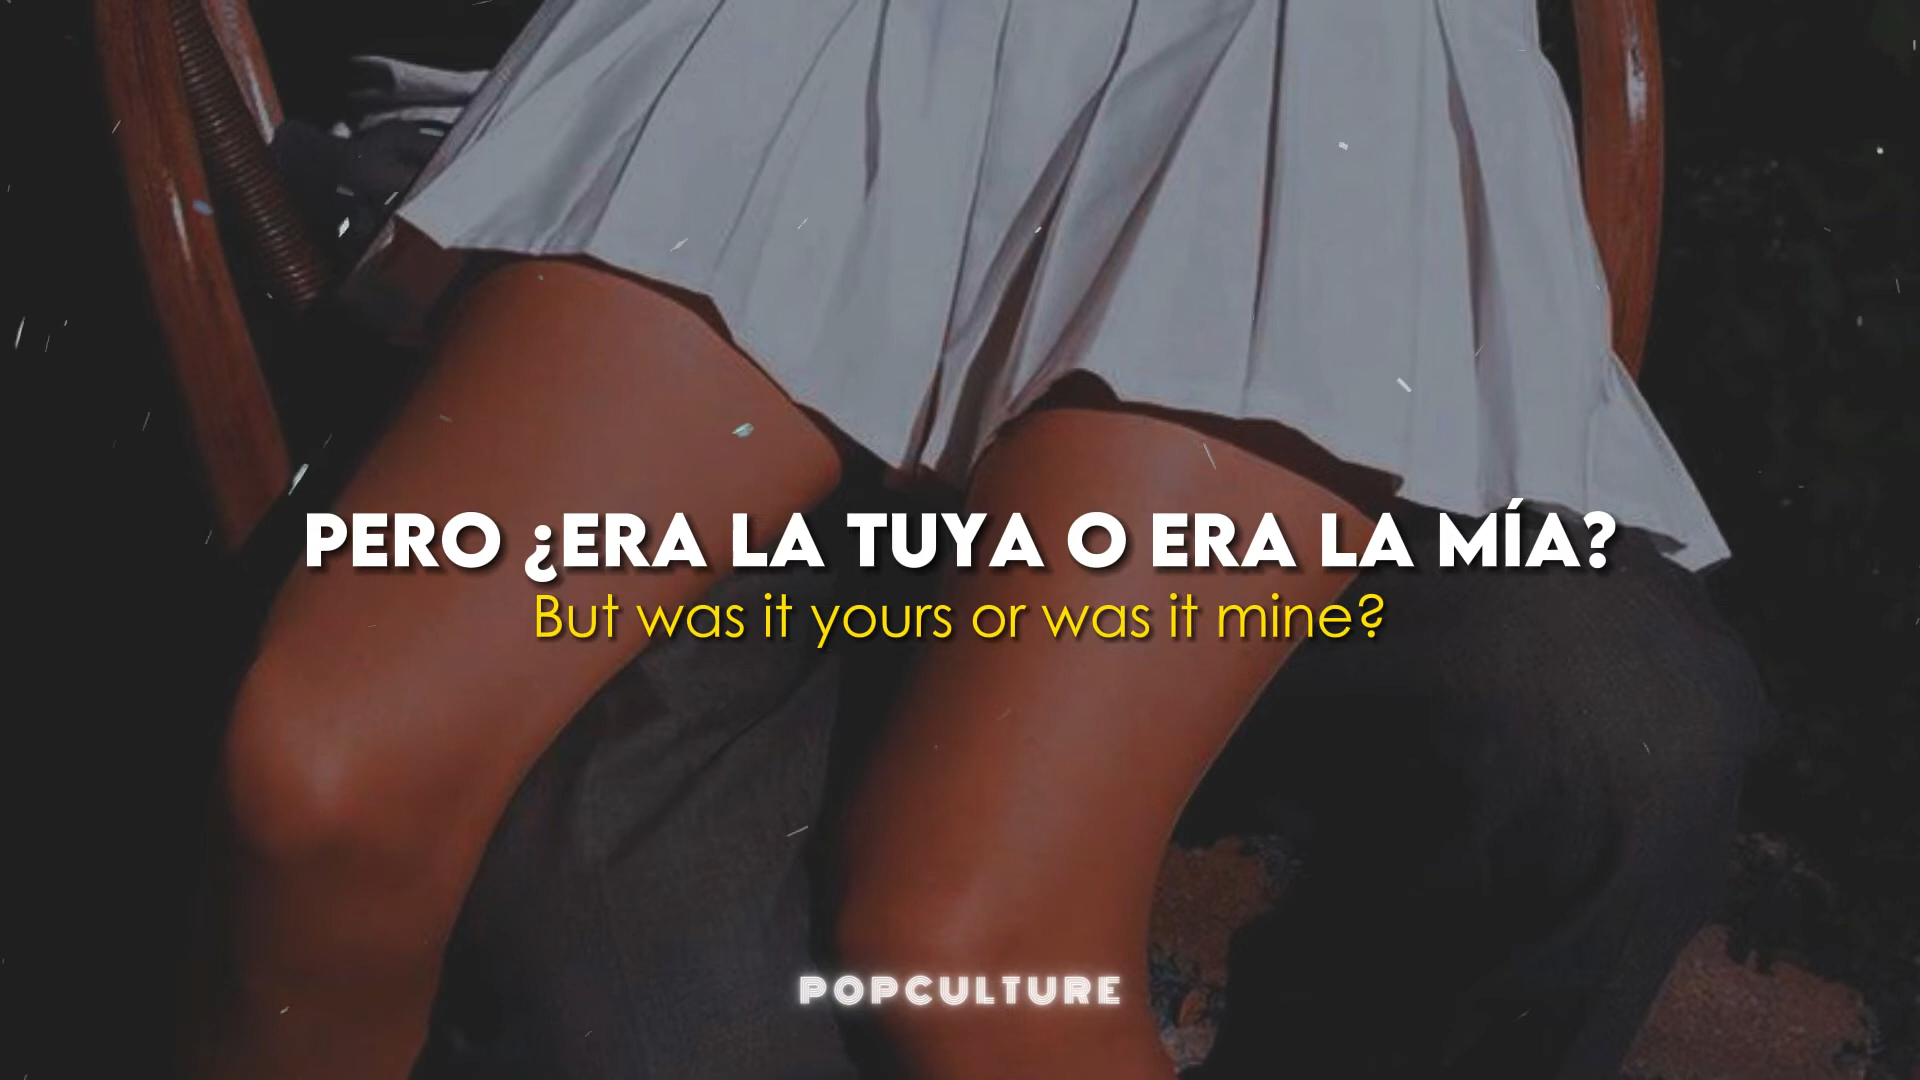 PERO ¿ERA LA TUYA O ERA LA MÍA?
But was it yours or was it mine?
POPCULTURE